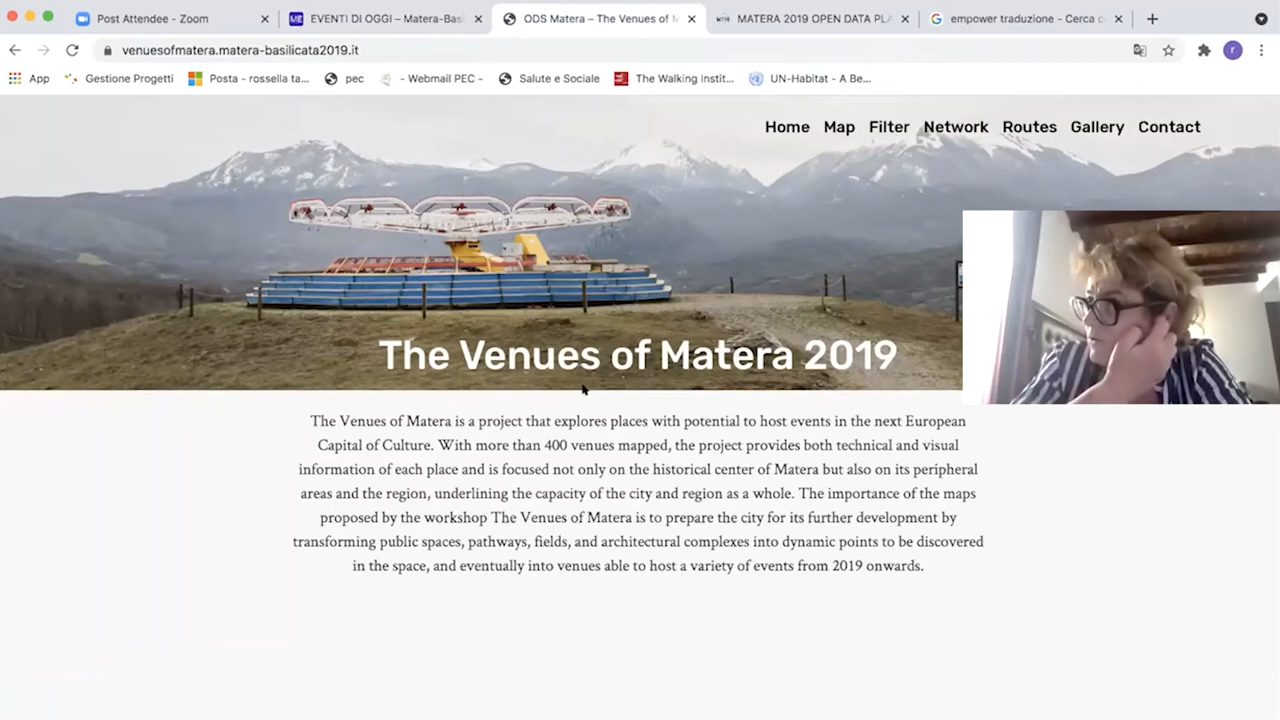 Post Attendee - Zoom
EVENTI DI OGGI – Matera-Basi
ODS Matera – The Venues of M
MATERA 2019 OPEN DATA PLA
empower traduzione - Cerca c
venuesofmatera.matera-basilicata2019.it
App
Gestione Progetti
Posta - rossella ta...
pec
- Webmail PEC -
Salute e Sociale
The Walking Instit...
UN-Habitat - A Be...
Home Map Filter Network Routes Gallery Contact
The Venues of Matera 2019
The Venues of Matera is a project that explores places with potential to host events in the next European
Capital of Culture. With more than 400 venues mapped, the project provides both technical and visual
information of each place and is focused not only on the historical center of Matera but also on its peripheral
areas and the region, underlining the capacity of the city and region as a whole. The importance of the maps
proposed by the workshop The Venues of Matera is to prepare the city for its further development by
transforming public spaces, pathways, fields, and architectural complexes into dynamic points to be discovered
in the space, and eventually into venues able to host a variety of events from 2019 onwards.